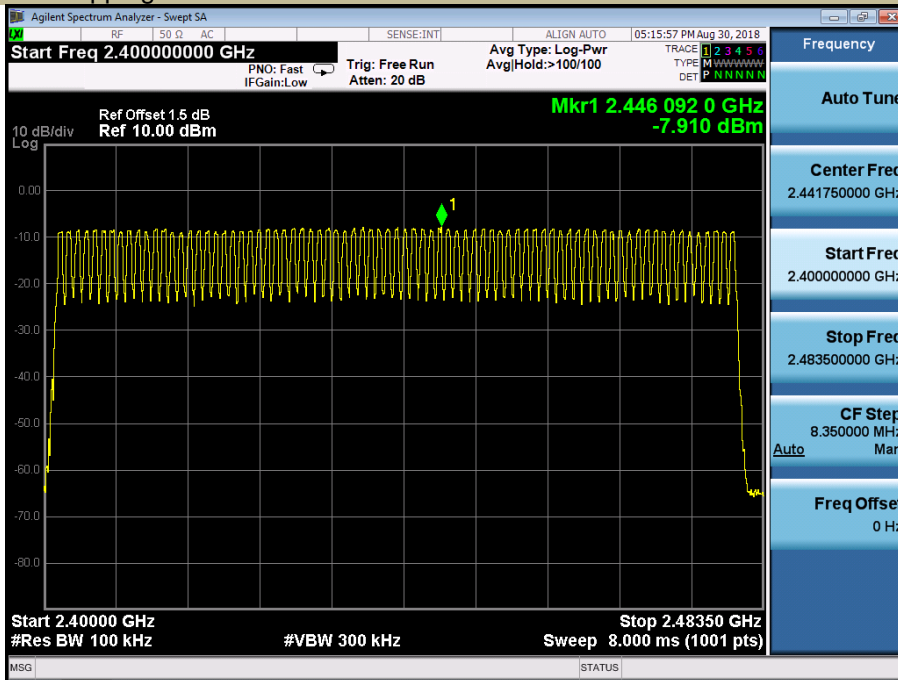 Agilent Spectrum Analyzer - Swept SA
LXI RF 50 Ω AC SENSE:INT ALIGN AUTO 05:15:57 PM Aug 30, 2018
Start Freq 2.400000000 GHz
PNO: Fast
IFGain:Low
Trig: Free Run
Atten: 20 dB
Avg Type: Log-Pwr
Avg|Hold:>100/100
TRACE 1 2 3 4 5 6
TYPE M WWWWW
DET P N N N N N
Frequency
Ref Offset 1.5 dB
10 dB/div Ref 10.00 dBm
Log
Mkr1 2.446 092 0 GHz
-7.910 dBm
1
0.00
-10.0
-20.0
-30.0
-40.0
-50.0
-60.0
-70.0
-80.0
Start 2.40000 GHz Stop 2.48350 GHz
#Res BW 100 kHz #VBW 300 kHz Sweep 8.000 ms (1001 pts)
MSG STATUS
Auto Tune
Center Freq
2.441750000 GHz
Start Freq
2.400000000 GHz
Stop Freq
2.483500000 GHz
CF Step
8.350000 MHz
Auto Man
Freq Offset
0 Hz